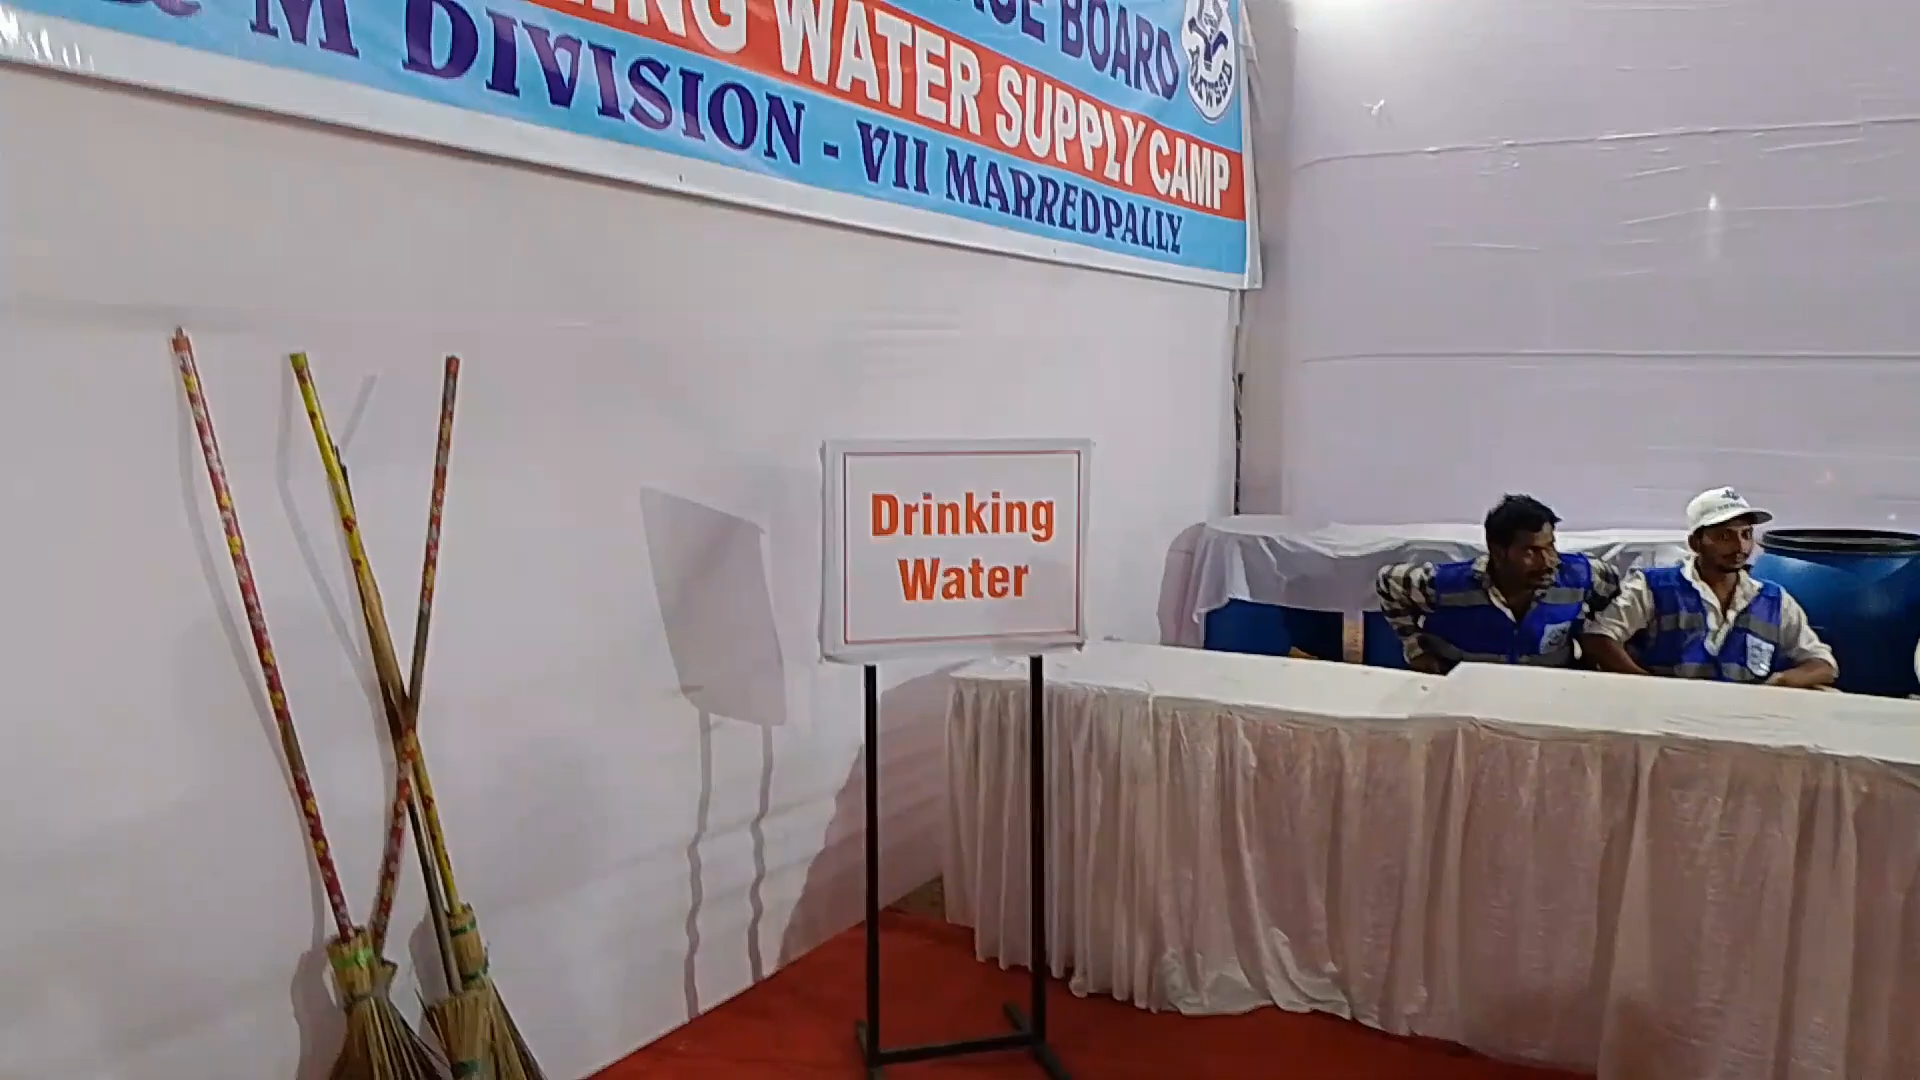 BOARD
WATER SUPPLY CAMP
& M DIVISION - VII MARREDPALLY
Drinking
Water